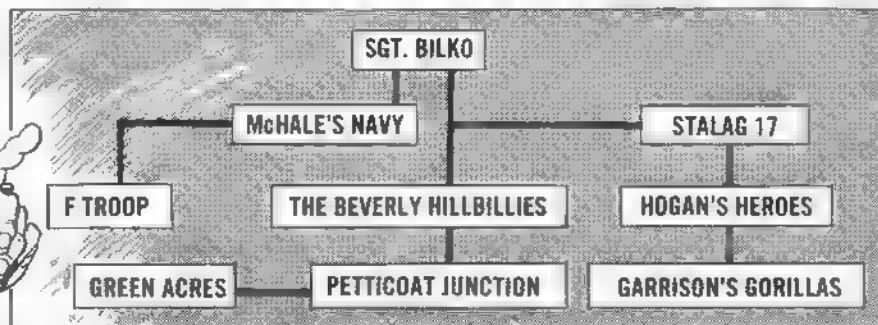 SGT. BILKO
McHALE'S NAVY
STALAG 17
F TROOP
THE BEVERLY HILLBILLIES
HOGAN'S HEROES
GREEN ACRES
PETTICOAT JUNCTION
GARRISON'S GORILLAS